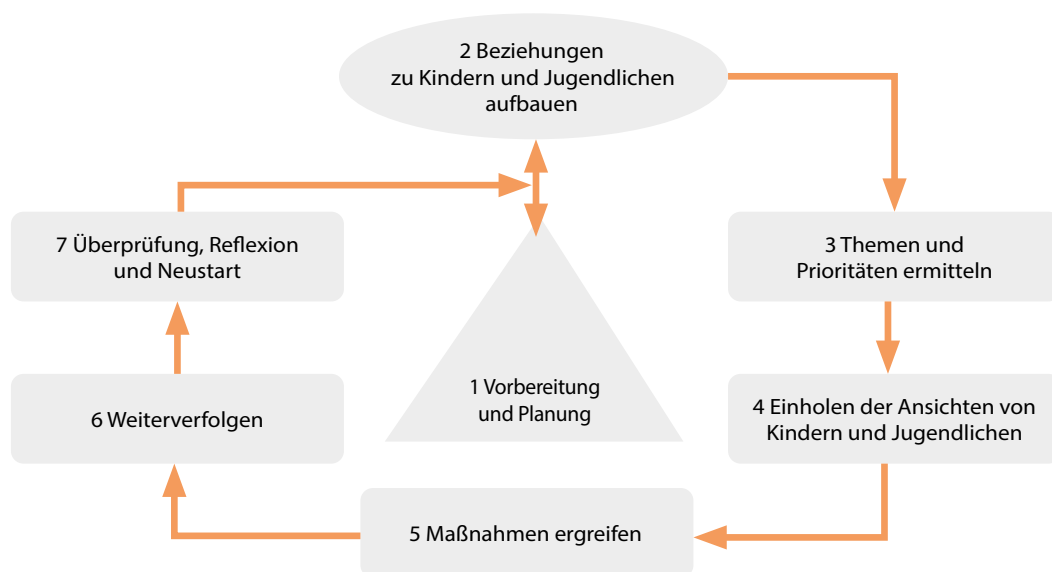 2 Beziehungen
zu Kindern und Jugendlichen
aufbauen
7 Überprüfung, Reflexion
und Neustart
3 Themen und
Prioritäten ermitteln
1 Vorbereitung
und Planung
6 Weiterverfolgen
4 Einholen der Ansichten von
Kindern und Jugendlichen
5 Maßnahmen ergreifen